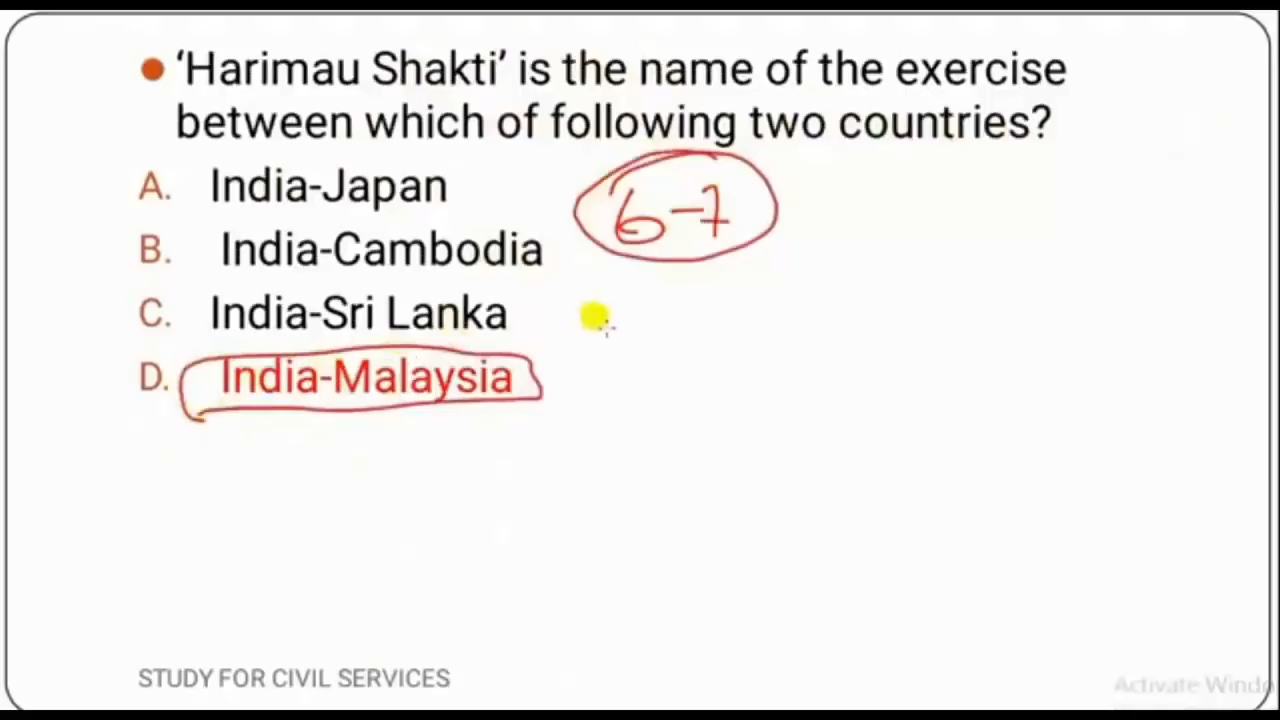 ‘Harimau Shakti’ is the name of the exercise
between which of following two countries?
A. India-Japan
6-7
B. India-Cambodia
C. India-Sri Lanka
D. India-Malaysia
STUDY FOR CIVIL SERVICES
Activate Windo